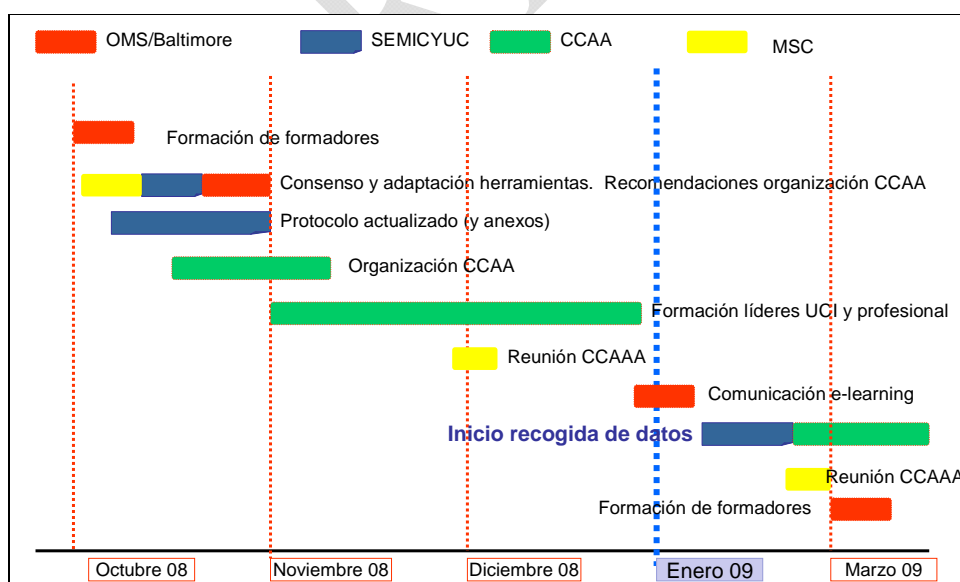 OMS/Baltimore SEMICYUC CCAA MSC
Formación de formadores
Consenso y adaptación herramientas. Recomendaciones organización CCAA
Protocolo actualizado (y anexos)
Organización CCAA
Formación líderes UCI y profesional
Reunión CCAAA
Comunicación e-learning
Inicio recogida de datos
Reunión CCAAA
Formación de formadores
Octubre 08 Noviembre 08 Diciembre 08 Enero 09 Marzo 09